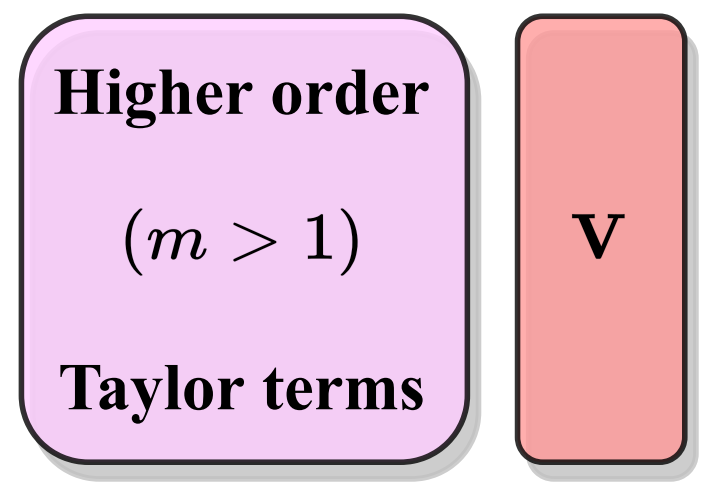 Higher order
(m > 1)
Taylor terms
V